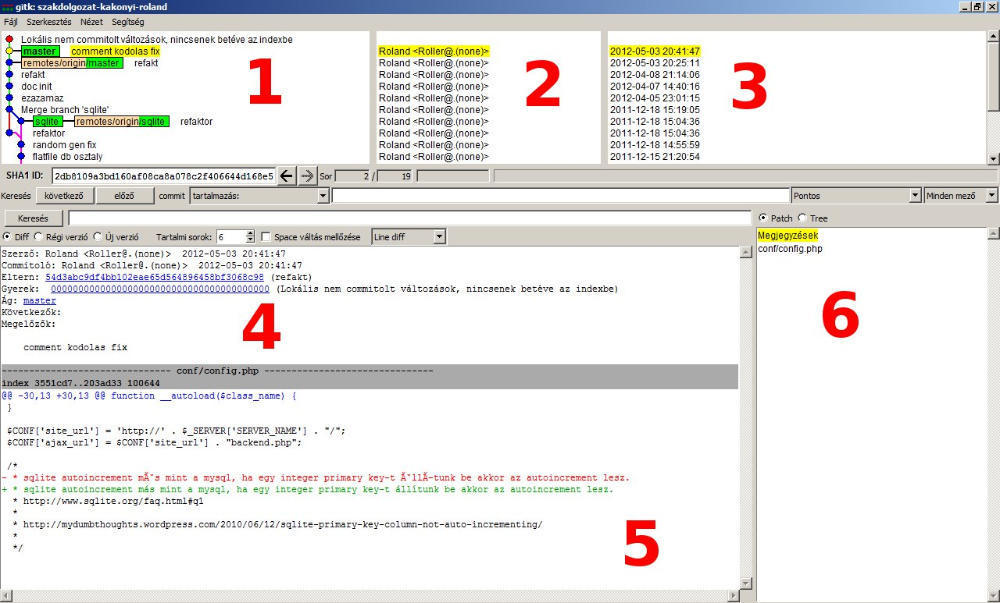 gitk: szakdolgozat-kakonyi-roland
Fájl Szerkesztés Nézet Segítség
Lokális nem commitolt változások, nincsenek betéve az indexbe
master comment kodolas fix Roland <Roller@.(none)> 2012-05-03 20:41:47
remotes/origin/master refakt Roland <Roller@.(none)> 2012-05-03 20:25:11
refakt Roland <Roller@.(none)> 2012-04-08 21:14:06
doc init Roland <Roller@.(none)> 2012-04-07 14:40:16
ezazamaz Roland <Roller@.(none)> 2012-04-05 23:01:15
Merge branch 'sqlite' Roland <Roller@.(none)> 2011-12-18 15:19:05
sqlite remotes/origin/sqlite refaktor Roland <Roller@.(none)> 2011-12-18 15:04:36
refaktor Roland <Roller@.(none)> 2011-12-18 15:04:36
random gen fix Roland <Roller@.(none)> 2011-12-18 14:55:59
flatfile db osztaly Roland <Roller@.(none)> 2011-12-15 21:20:54
1 2 3
SHA1 ID: 2db8109a3bd160af08ca8a078c2f406644d168e5 Sor 2 / 19
Keresés következő előző commit tartalmazás: Pontos Minden mező
Keresés
Diff Régi verzió Új verzió Tartalmi sorok: 6 Space váltás mellőzése Line diff
Szerző: Roland <Roller@.(none)>  2012-05-03 20:41:47
Commitoló: Roland <Roller@.(none)>  2012-05-03 20:41:47
Eltern: 54d3abc9df4bb102eae65d564896458bf3068c98 (refakt)
Gyerek:  0000000000000000000000000000000000000000 (Lokális nem commitolt változások, nincsenek betéve az indexbe)
Ág: master
Következők:
Megelőzők:
4
comment kodolas fix
------------------------------- conf/config.php -------------------------------
index 3551cd7..203ad33 100644
@@ -30,13 +30,13 @@ function __autoload($class_name) {
}
$CONF['site_url'] = 'http://' . $_SERVER['SERVER_NAME'] . "/";
$CONF['ajax_url'] = $CONF['site_url'] . "backend.php";
/*
- * sqlite autoincrement mĂˇs mint a mysql, ha egy integer primary key-t ĂˇllĂ­tunk be akkor az autoincrement lesz.
+ * sqlite autoincrement más mint a mysql, ha egy integer primary key-t állítunk be akkor az autoincrement lesz.
* http://www.sqlite.org/faq.html#q1
*
* http://mydumbthoughts.wordpress.com/2010/06/12/sqlite-primary-key-column-not-auto-incrementing/
*
*/
5
Patch Tree
Megjegyzések
conf/config.php
6